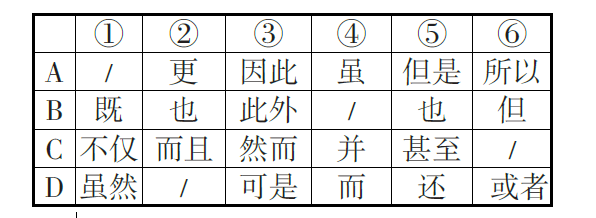 ① ② ③ ④ ⑤ ⑥
A / 更 因此 虽 但是 所以
B 既 也 此外 / 也 但
C 不仅 而且 然而 并 甚至 /
D 虽然 / 可是 而 还 或者